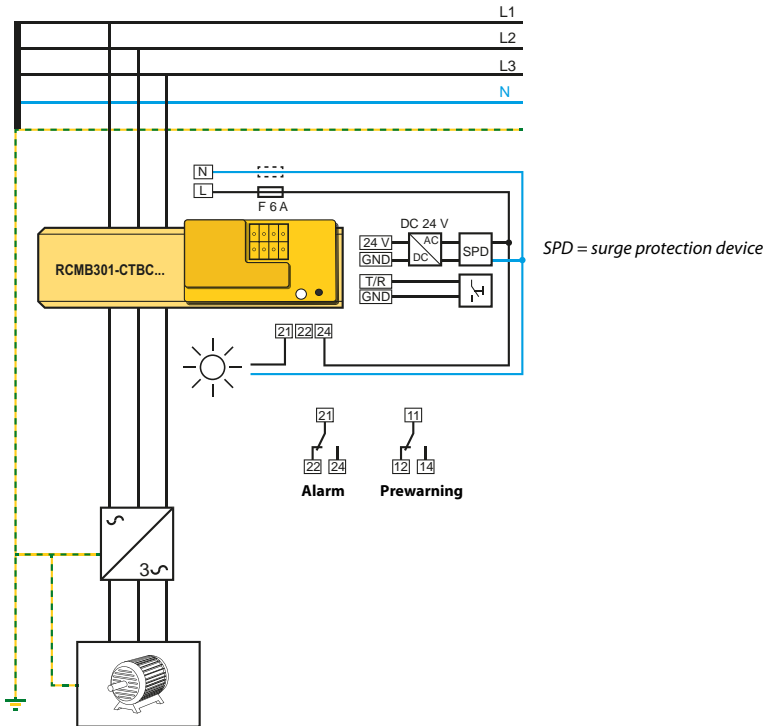 L1
L2
L3
N
N
L
F 6 A
DC 24 V
24 V
GND
AC
DC
SPD
SPD = surge protection device
T/R
GND
RCMB301-CTBC...
21 22 24
21
22 24
Alarm
11
12 14
Prewarning
3